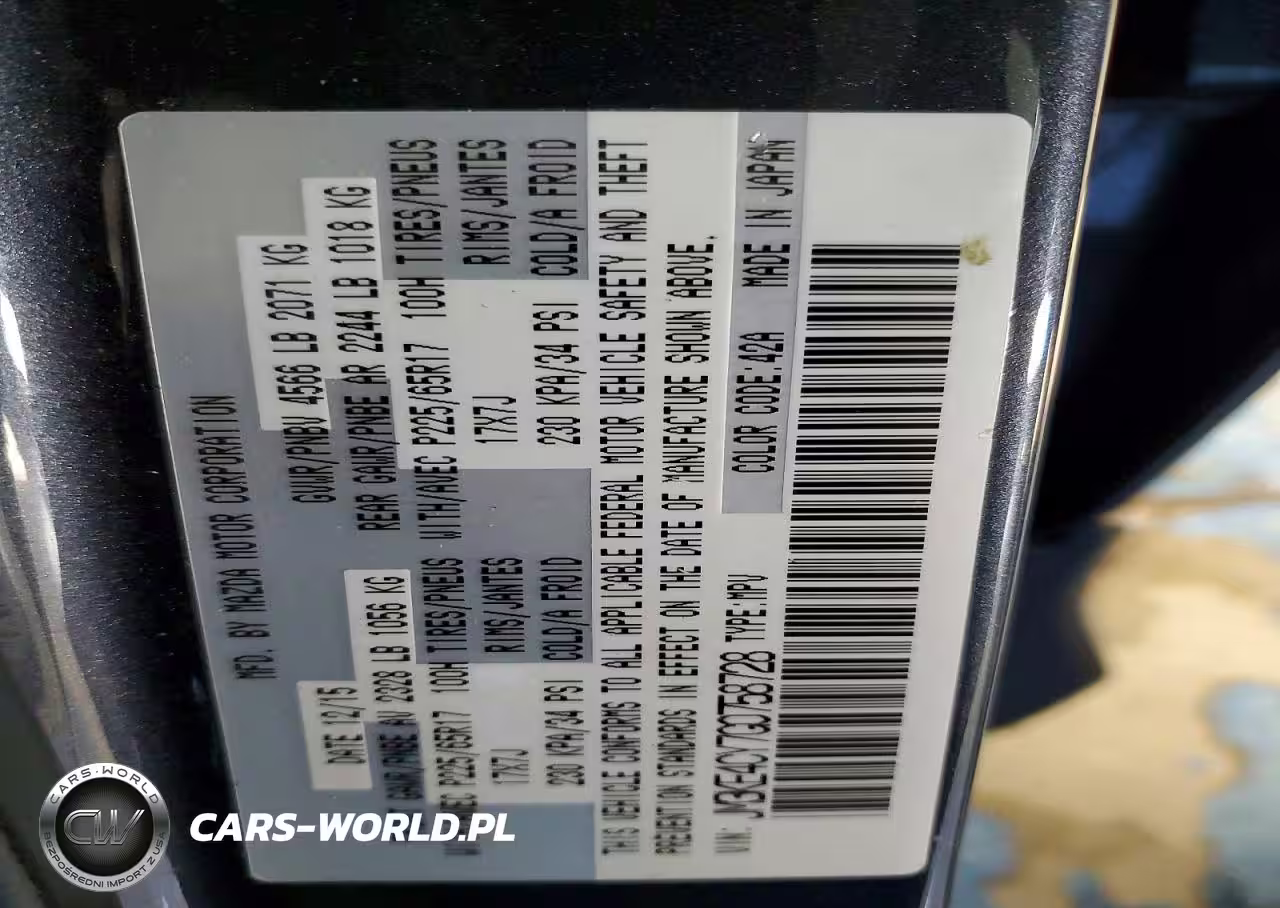 MFD. BY MAZDA MOTOR CORPORATION
DATE 12/15 GVWR/PNBV 4566 LB 2071 KG
GAWR/PNBE AV 2328 LB 1056 KG REAR GAWR/PNBE AR 2244 LB 1018 KG
P225/65R17 100H TIRES/PNEUS WITH/AVEC P225/65R17 100H TIRES/PNEUS
17X7J RIMS/JANTES 17X7J RIMS/JANTES
230 KPA/34 PSI COLD/A FROID 230 KPA/34 PSI COLD/A FROID
THIS VEHICLE CONFORMS TO ALL APPLICABLE FEDERAL MOTOR VEHICLE SAFETY AND THEFT
PREVENTION STANDARDS IN EFFECT ON THE DATE OF MANUFACTURE SHOWN ABOVE.
VIN: JM3KE4CY7G0758728 TYPE:MPV COLOR CODE:42A MADE IN JAPAN
CARS-WORLD
CW
BEZPOŚREDNI IMPORT Z USA
CARS-WORLD.PL